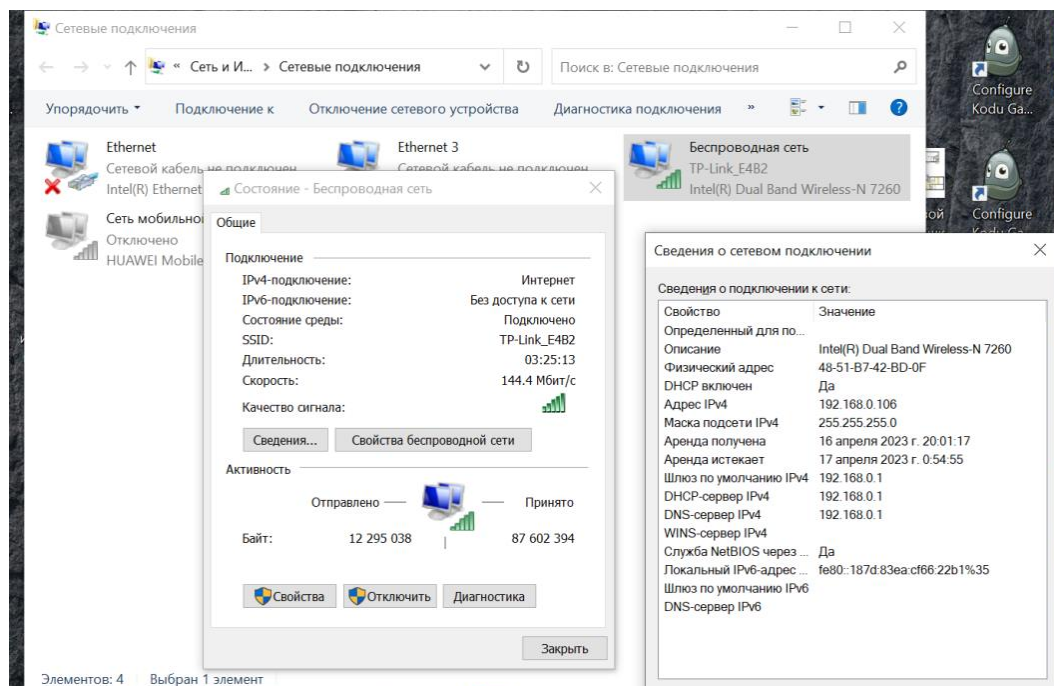 Сетевые подключения
« Сеть и И... > Сетевые подключения
Поиск в: Сетевые подключения
Упорядочить
Подключение к
Отключение сетевого устройства
Диагностика подключения
»
Ethernet
Сетевой кабель не подключен
Intel(R) Ethernet
Ethernet 3
Сетевой кабель не подключен
Беспроводная сеть
TP-Link_E4B2
Intel(R) Dual Band Wireless-N 7260
Сеть мобильной
Отключено
HUAWEI Mobile
Configure
Kodu Ga...
Configure
Состояние - Беспроводная сеть
Общие
Подключение
IPv4-подключение: Интернет
IPv6-подключение: Без доступа к сети
Состояние среды: Подключено
SSID: TP-Link_E4B2
Длительность: 03:25:13
Скорость: 144.4 Мбит/с
Качество сигнала:
Сведения... Свойства беспроводной сети
Активность
Отправлено — — Принято
Байт: 12 295 038 | 87 602 394
Свойства Отключить Диагностика
Закрыть
Сведения о сетевом подключении
Сведения о подключении к сети:
Свойство Значение
Определенный для по...
Описание Intel(R) Dual Band Wireless-N 7260
Физический адрес 48-51-B7-42-BD-0F
DHCP включен Да
Адрес IPv4 192.168.0.106
Маска подсети IPv4 255.255.255.0
Аренда получена 16 апреля 2023 г. 20:01:17
Аренда истекает 17 апреля 2023 г. 0:54:55
Шлюз по умолчанию IPv4 192.168.0.1
DHCP-сервер IPv4 192.168.0.1
DNS-сервер IPv4 192.168.0.1
WINS-сервер IPv4
Служба NetBIOS через ... Да
Локальный IPv6-адрес ... fe80::187d:83ea:cf66:22b1%35
Шлюз по умолчанию IPv6
DNS-сервер IPv6
Элементов: 4 Выбран 1 элемент